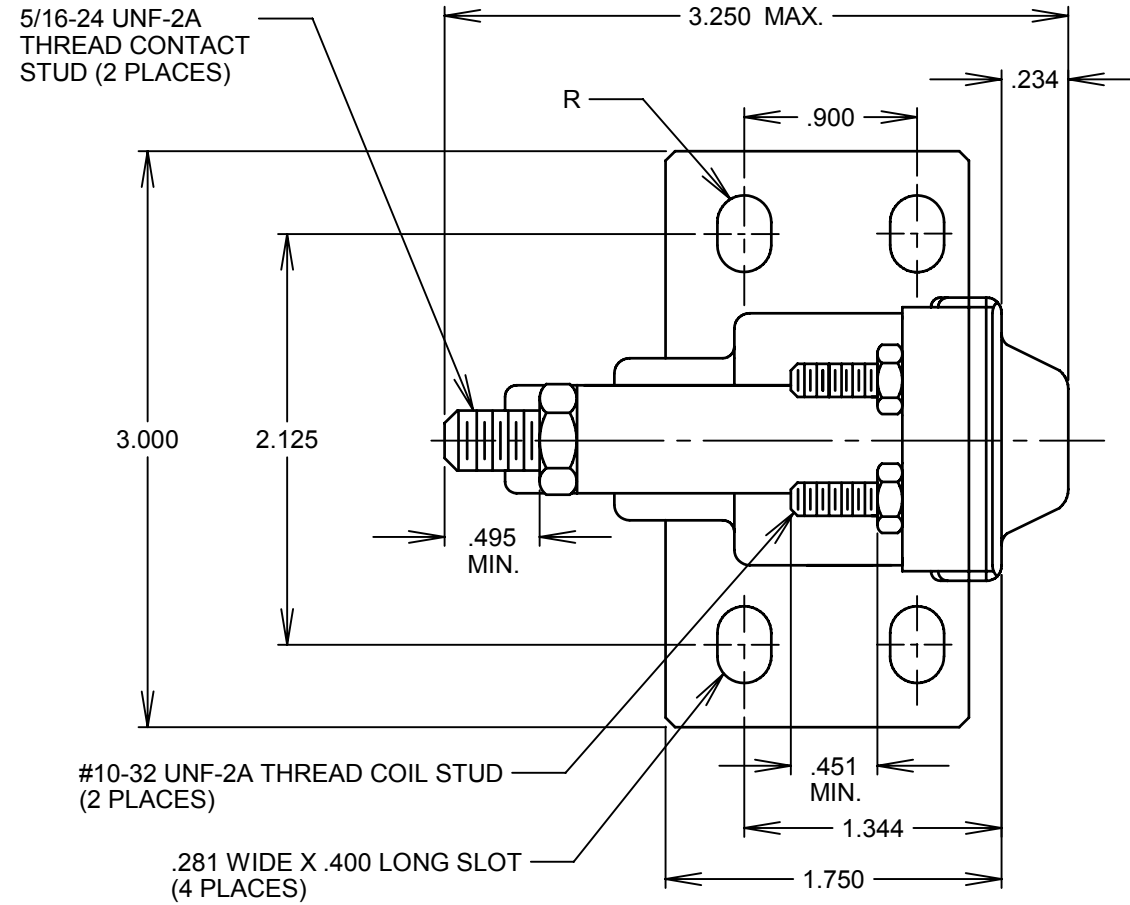 5/16-24 UNF-2A
THREAD CONTACT
STUD (2 PLACES)
3.250 MAX.
.234
R
.900
3.000
2.125
.495
MIN.
#10-32 UNF-2A THREAD COIL STUD
(2 PLACES)
.451
MIN.
1.344
.281 WIDE X .400 LONG SLOT
(4 PLACES)
1.750